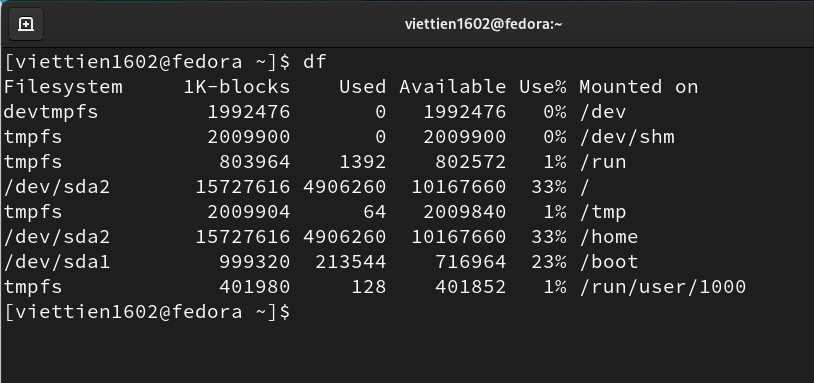 viettien1602@fedora:~
[viettien1602@fedora ~]$ df
Filesystem     1K-blocks    Used Available Use% Mounted on
devtmpfs         1992476       0   1992476   0% /dev
tmpfs            2009900       0   2009900   0% /dev/shm
tmpfs             803964    1392    802572   1% /run
/dev/sda2       15727616 4906260  10167660  33% /
tmpfs            2009904      64   2009840   1% /tmp
/dev/sda2       15727616 4906260  10167660  33% /home
/dev/sda1         999320  213544    716964  23% /boot
tmpfs             401980     128    401852   1% /run/user/1000
[viettien1602@fedora ~]$